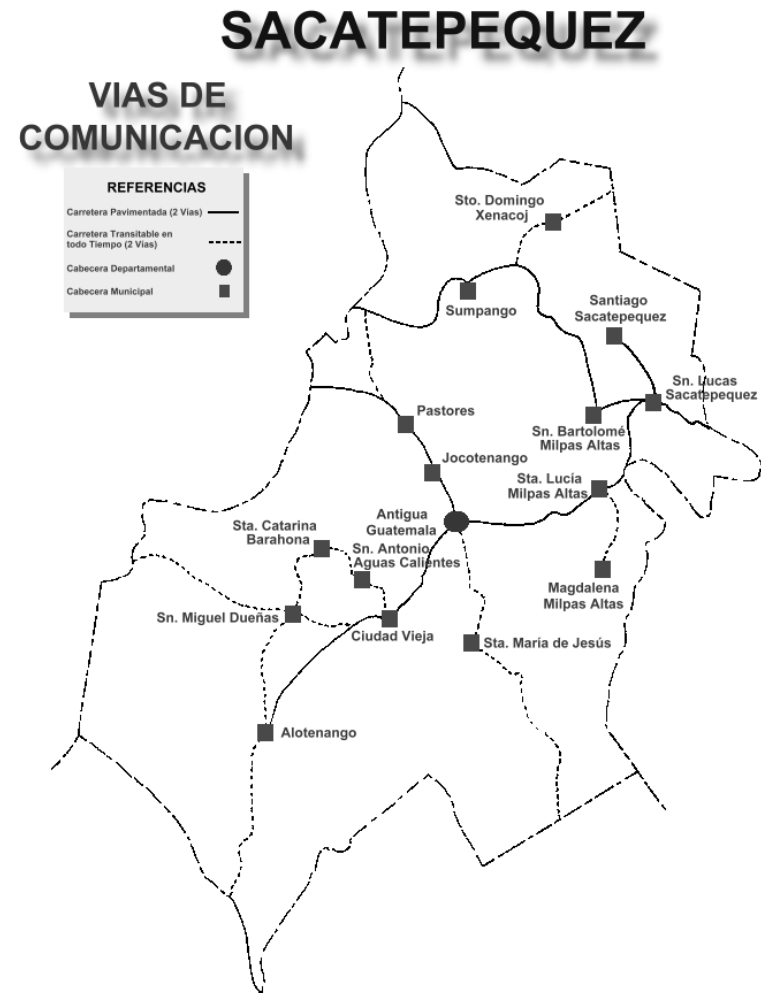 SACATEPEQUEZ
VIAS DE
COMUNICACION
REFERENCIAS
Carretera Pavimentada (2 Vias)
Carretera Transitable en
todo Tiempo (2 Vías)
Cabecera Departamental
Cabecera Municipal
Sto. Domingo
Xenacoj
Sumpango
Santiago
Sacatepequez
Sn. Lucas
Sacatepequez
Sn. Bartolomé
Milpas Altas
Pastores
Jocotenango
Sta. Lucía
Milpas Altas
Antigua
Guatemala
Sta. Catarina
Barahona
Sn. Antonio
Aguas Calientes
Magdalena
Milpas Altas
Sn. Miguel Dueñas
Ciudad Vieja
Sta. María de Jesús
Alotenango